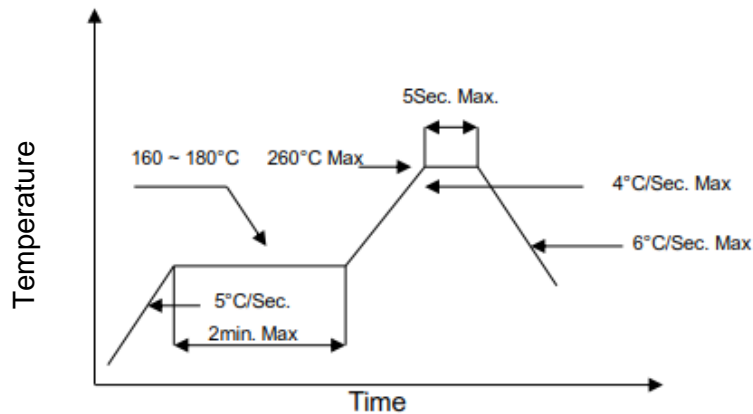 5Sec. Max.
160 ~ 180°C
260°C Max
4°C/Sec. Max
6°C/Sec. Max
5°C/Sec.
2min. Max
Temperature
Time